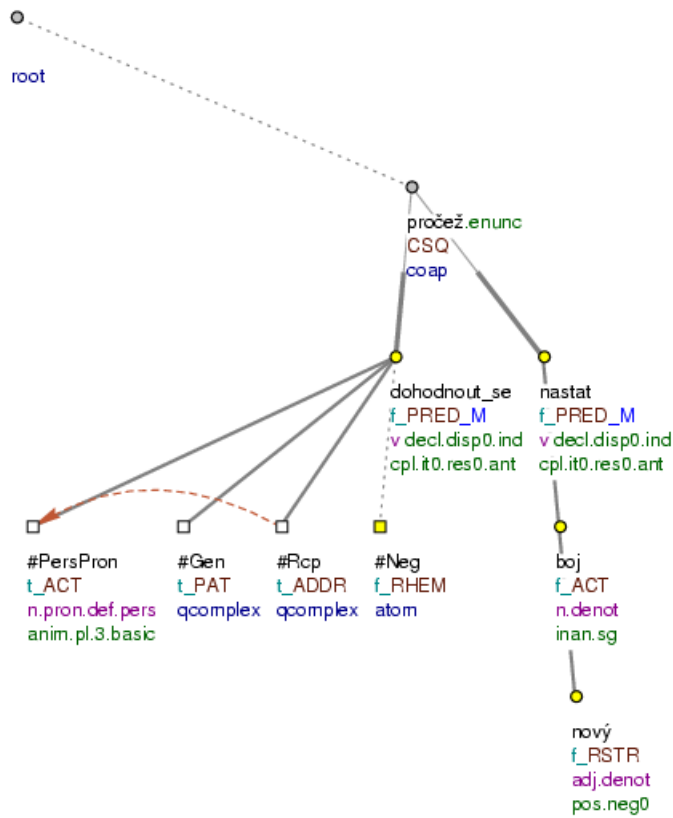 root
pročež.enunc
CSQ
coap
dohodnout_se
f_PRED_M
v decl.disp0.ind
cpl.it0.res0.ant
nastat
f_PRED_M
v decl.disp0.ind
cpl.it0.res0.ant
#PersPron
t_ACT
n.pron.def.pers
anim.pl.3.basic
#Gen
t_PAT
qcomplex
#Rcp
t_ADDR
qcomplex
#Neg
f_RHEM
atom
boj
f_ACT
n.denot
inan.sg
nový
f_RSTR
adj.denot
pos.neg0